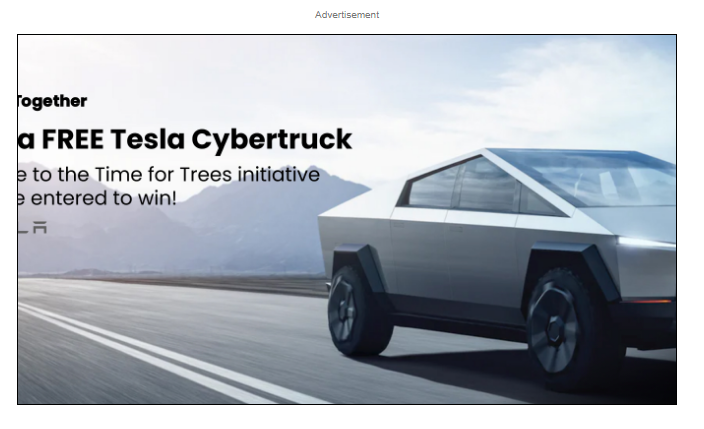 Advertisement
Together
a FREE Tesla Cybertruck
e to the Time for Trees initiative
e entered to win!